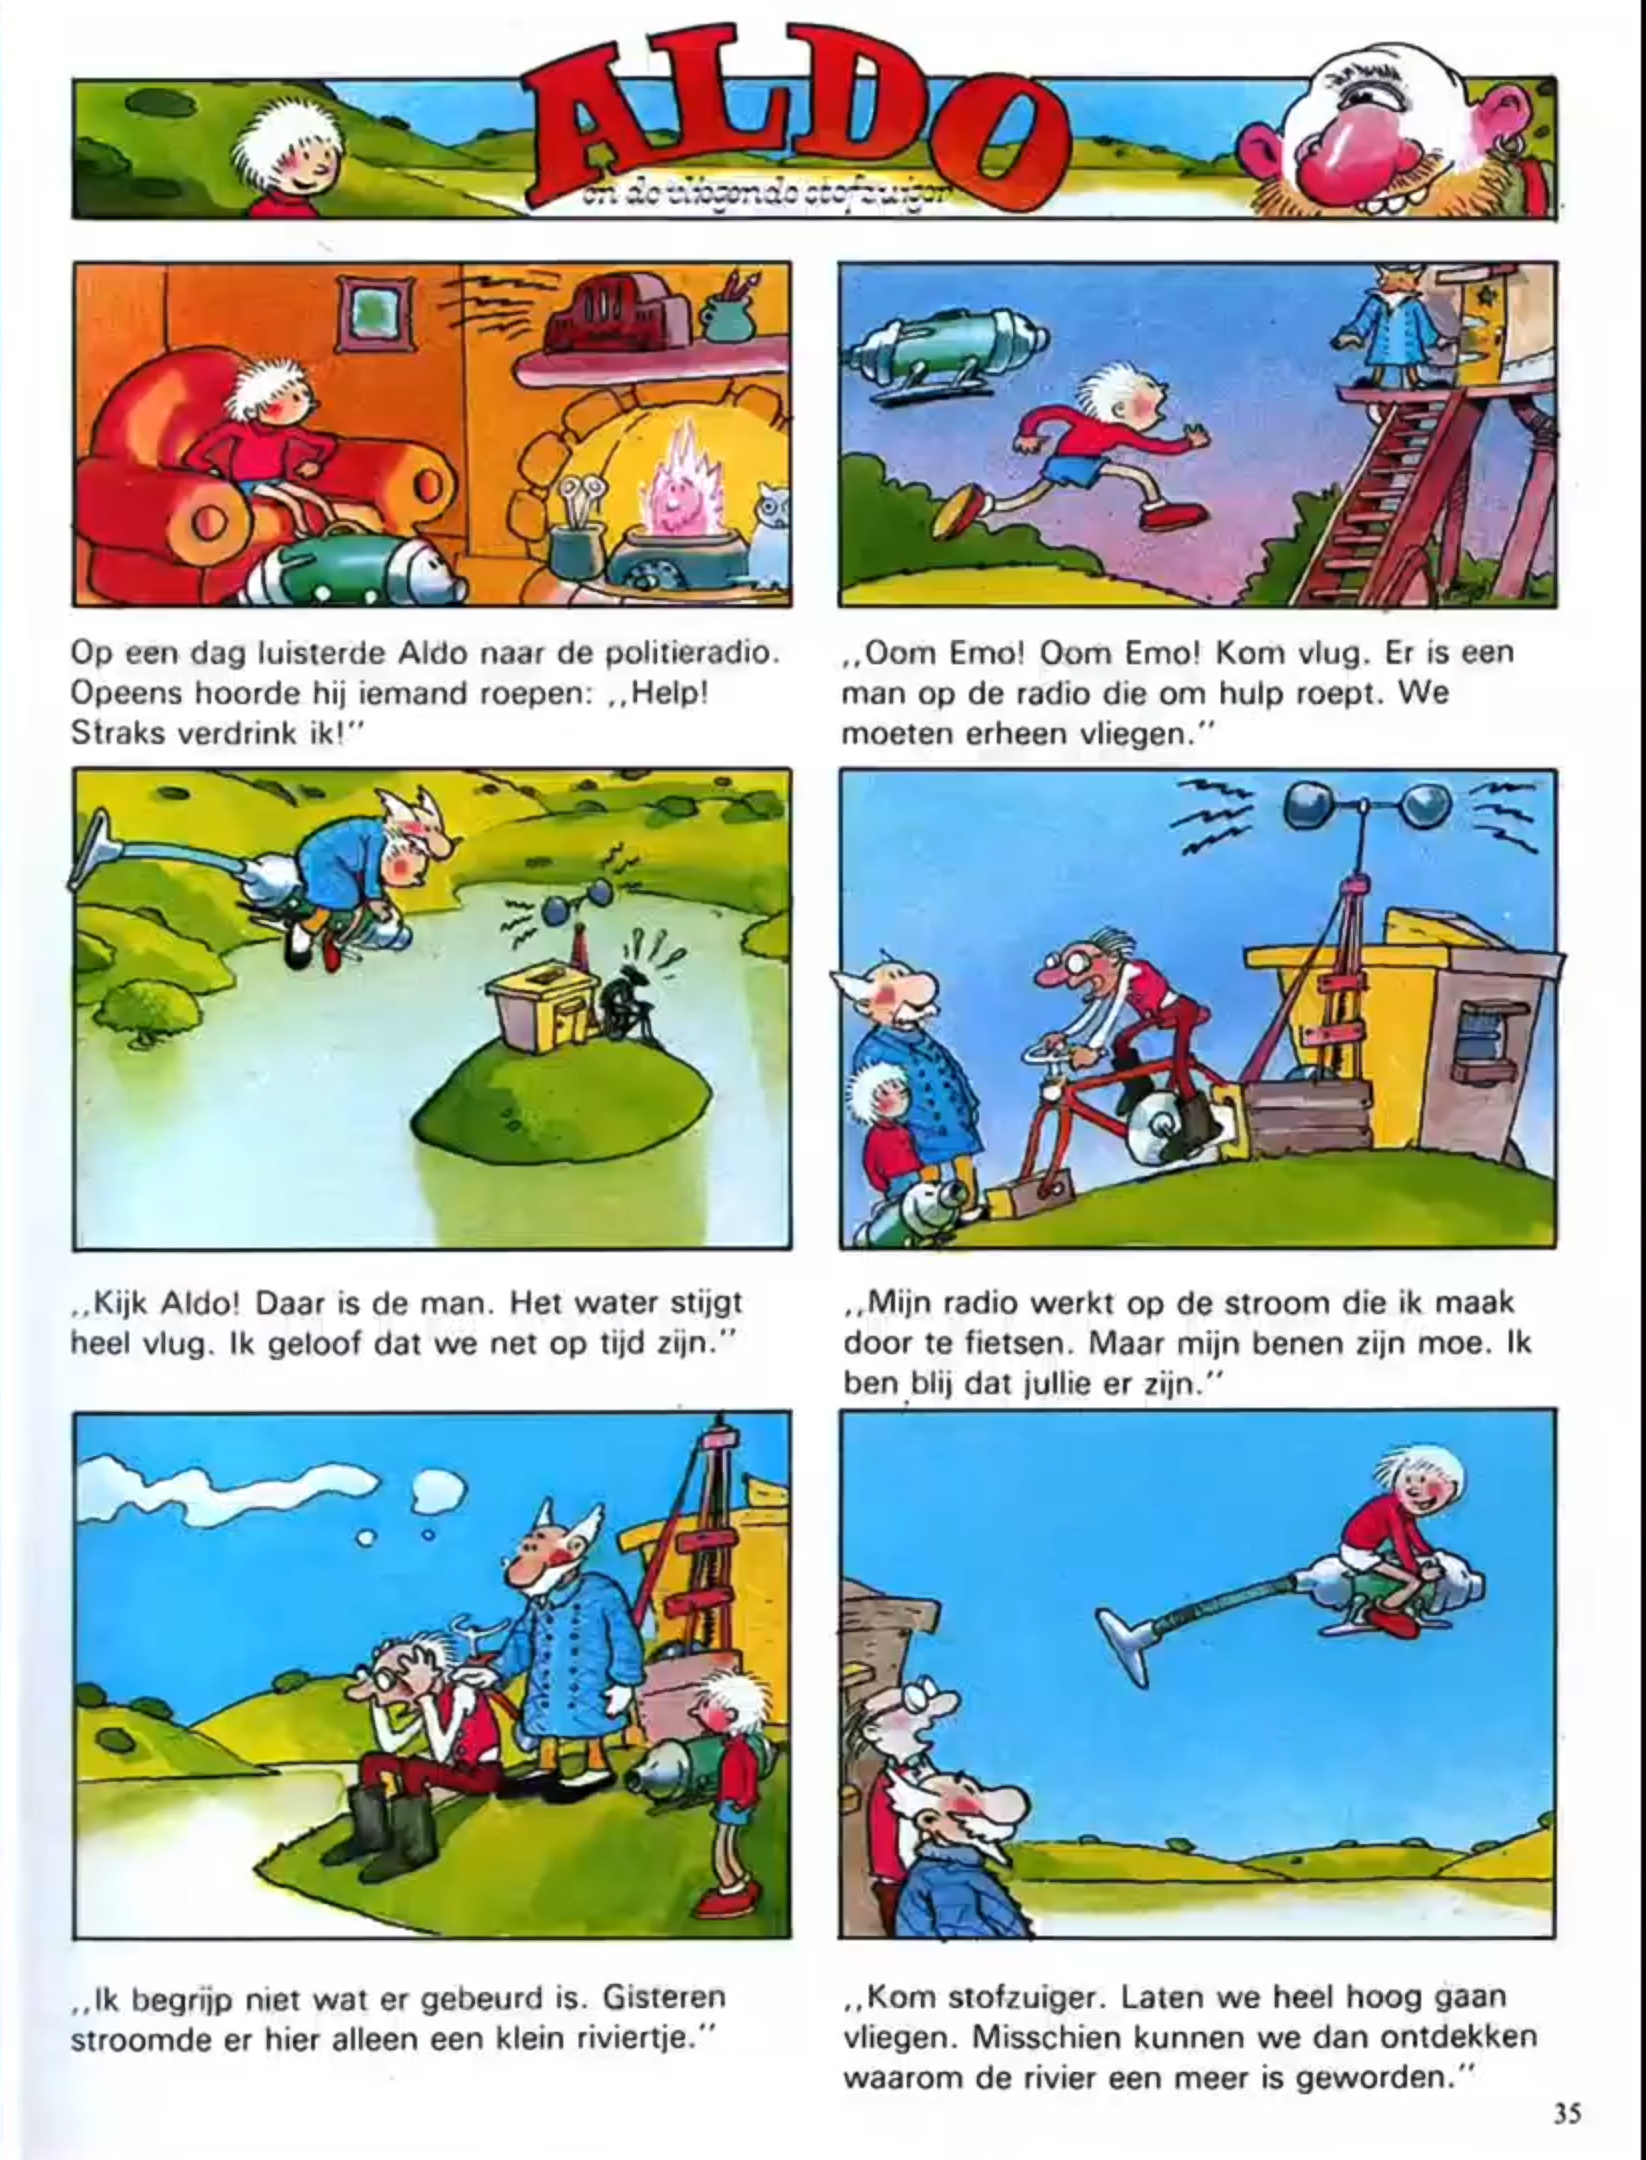 ALDO
en de vliegende stofzuiger
Op een dag luisterde Aldo naar de politieradio.
Opeens hoorde hij iemand roepen: ,,Help!
Straks verdrink ik!’’
,,Oom Emo! Oom Emo! Kom vlug. Er is een
man op de radio die om hulp roept. We
moeten erheen vliegen.’’
,,Kijk Aldo! Daar is de man. Het water stijgt
heel vlug. Ik geloof dat we net op tijd zijn.’’
,,Mijn radio werkt op de stroom die ik maak
door te fietsen. Maar mijn benen zijn moe. Ik
ben blij dat jullie er zijn.’’
,,Ik begrijp niet wat er gebeurd is. Gisteren
stroomde er hier alleen een klein riviertje.’’
,,Kom stofzuiger. Laten we heel hoog gaan
vliegen. Misschien kunnen we dan ontdekken
waarom de rivier een meer is geworden.’’
35